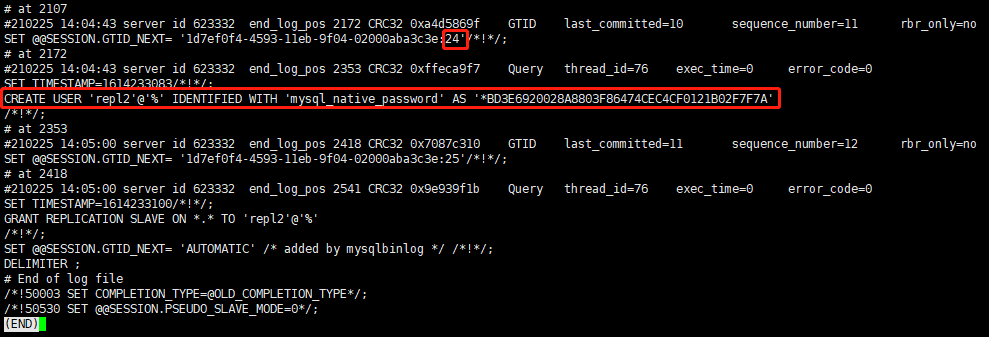 # at 2107
#210225 14:04:43 server id 623332  end_log_pos 2172 CRC32 0xa4d5869f    GTID    last_committed=10       sequence_number=11      rbr_only=no
SET @@SESSION.GTID_NEXT= '1d7ef0f4-4593-11eb-9f04-02000aba3c3e:24'/*!*/;
# at 2172
#210225 14:04:43 server id 623332  end_log_pos 2353 CRC32 0xffeca9f7    Query   thread_id=76    exec_time=0     error_code=0
SET TIMESTAMP=1614233083/*!*/;
CREATE USER 'repl2'@'%' IDENTIFIED WITH 'mysql_native_password' AS '*BD3E6920028A8803F86474CEC4CF0121B02F7F7A'
/*!*/;
# at 2353
#210225 14:05:00 server id 623332  end_log_pos 2418 CRC32 0x7087c310    GTID    last_committed=11       sequence_number=12      rbr_only=no
SET @@SESSION.GTID_NEXT= '1d7ef0f4-4593-11eb-9f04-02000aba3c3e:25'/*!*/;
# at 2418
#210225 14:05:00 server id 623332  end_log_pos 2541 CRC32 0x9e939f1b    Query   thread_id=76    exec_time=0     error_code=0
SET TIMESTAMP=1614233100/*!*/;
GRANT REPLICATION SLAVE ON *.* TO 'repl2'@'%'
/*!*/;
SET @@SESSION.GTID_NEXT= 'AUTOMATIC' /* added by mysqlbinlog */ /*!*/;
DELIMITER ;
# End of log file
/*!50003 SET COMPLETION_TYPE=@OLD_COMPLETION_TYPE*/;
/*!50530 SET @@SESSION.PSEUDO_SLAVE_MODE=0*/;
(END)